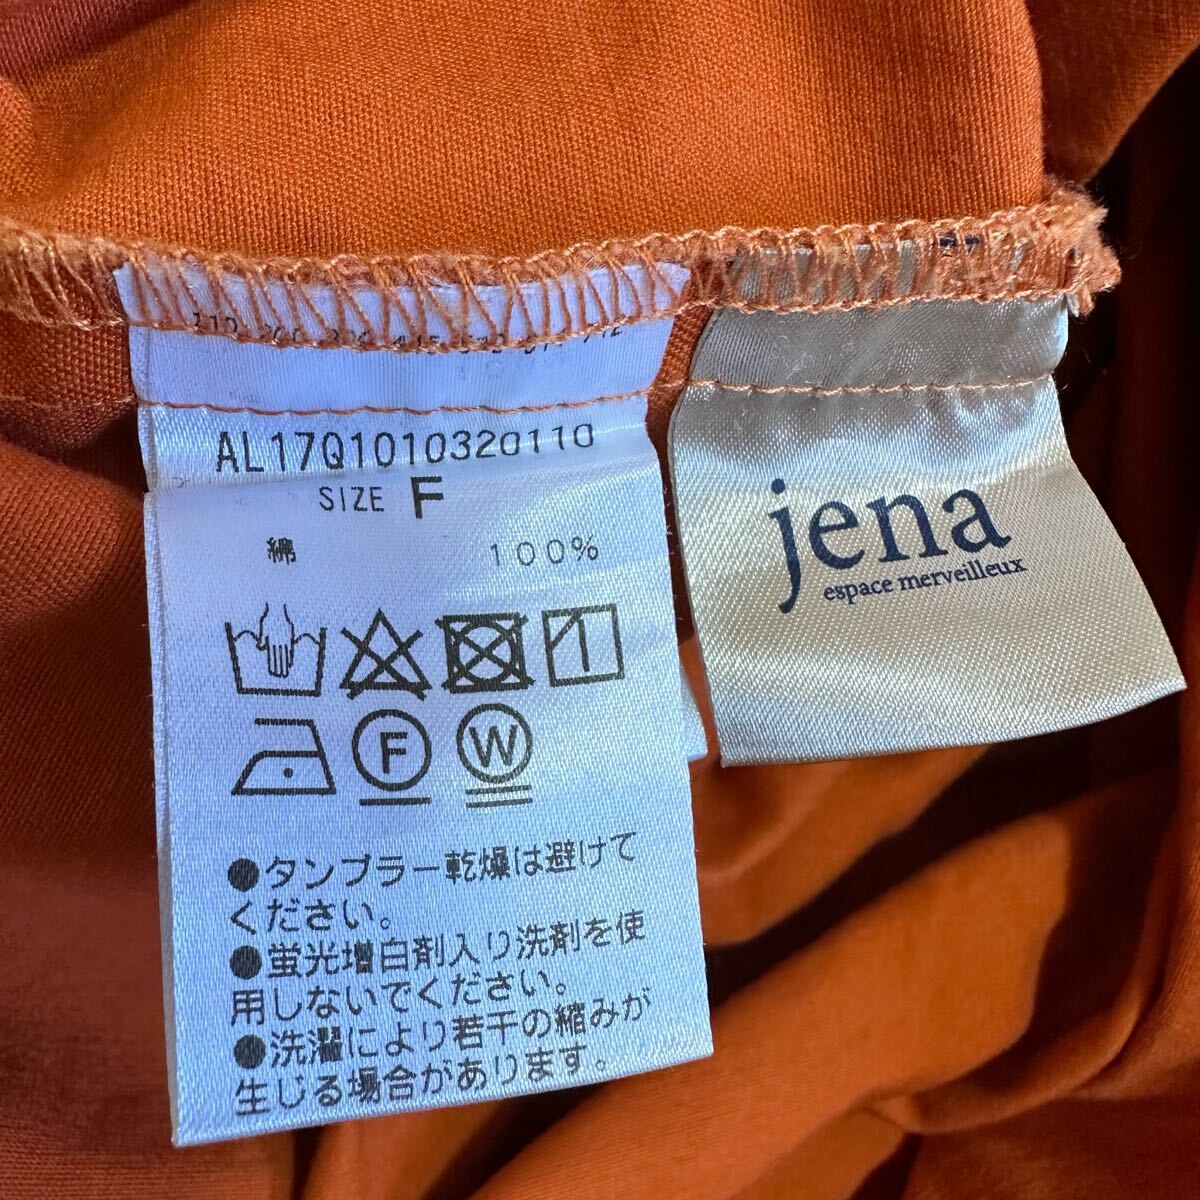 AL17Q1010320110
SIZE F
綿 100%
F W
●タンブラー乾燥は避けて
ください。
●蛍光増白剤入り洗剤を使
用しないでください。
●洗濯により若干の縮みが
生じる場合があります。
jena
espace merveilleux